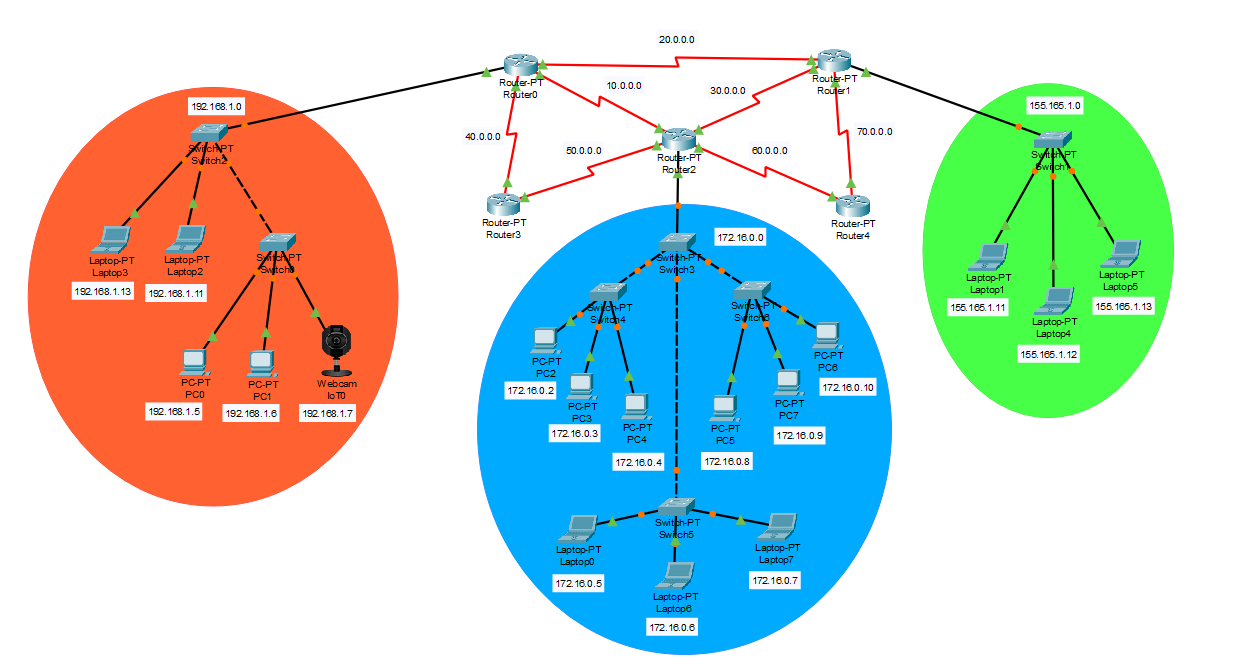 20.0.0.0
Router-PT
Router0
Router-PT
Router1
10.0.0.0
30.0.0.0
192.168.1.0
155.165.1.0
40.0.0.0
70.0.0.0
Switch-PT
Switch2
50.0.0.0
60.0.0.0
Router-PT
Router2
Switch-PT
Switch1
Router-PT
Router3
Router-PT
Router4
172.16.0.0
Laptop-PT
Laptop3
Laptop-PT
Laptop2
Switch-PT
Switch0
Switch-PT
Switch3
192.168.1.13
192.168.1.11
Laptop-PT
Laptop1
Laptop-PT
Laptop5
155.165.1.11
155.165.1.13
Laptop-PT
Laptop4
155.165.1.12
Switch-PT
Switch4
Switch-PT
Switch6
PC-PT
PC0
PC-PT
PC1
Webcam
IoT0
192.168.1.5
192.168.1.6
192.168.1.7
PC-PT
PC2
PC-PT
PC6
172.16.0.2
172.16.0.10
PC-PT
PC3
PC-PT
PC7
172.16.0.3
172.16.0.9
PC-PT
PC4
PC-PT
PC5
172.16.0.4
172.16.0.8
Switch-PT
Switch5
Laptop-PT
Laptop0
Laptop-PT
Laptop7
172.16.0.5
172.16.0.7
Laptop-PT
Laptop6
172.16.0.6